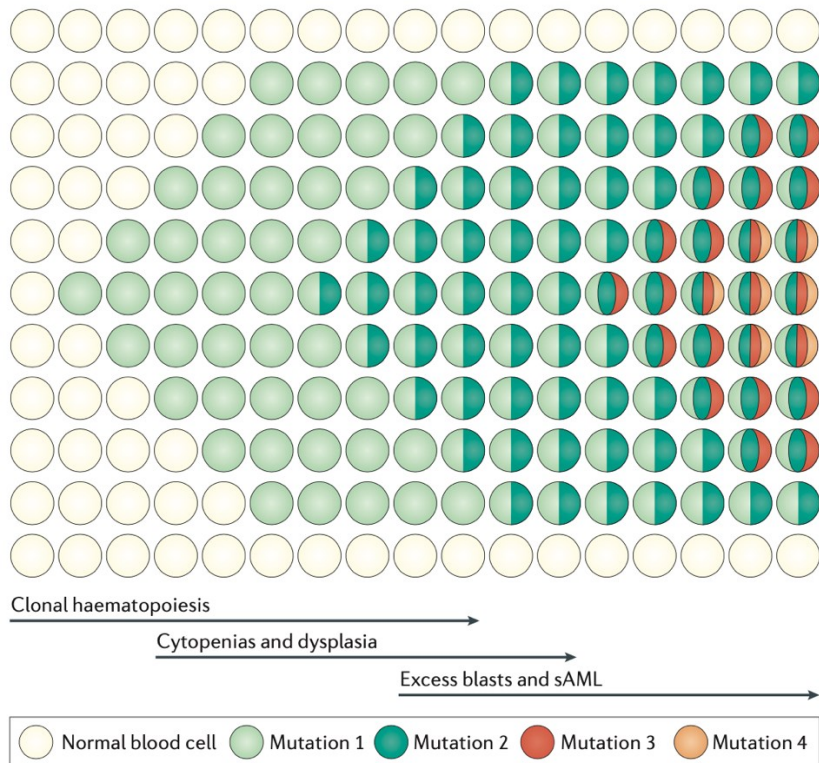 Clonal haematopoiesis
Cytopenias and dysplasia
Excess blasts and sAML
Normal blood cell Mutation 1 Mutation 2 Mutation 3 Mutation 4